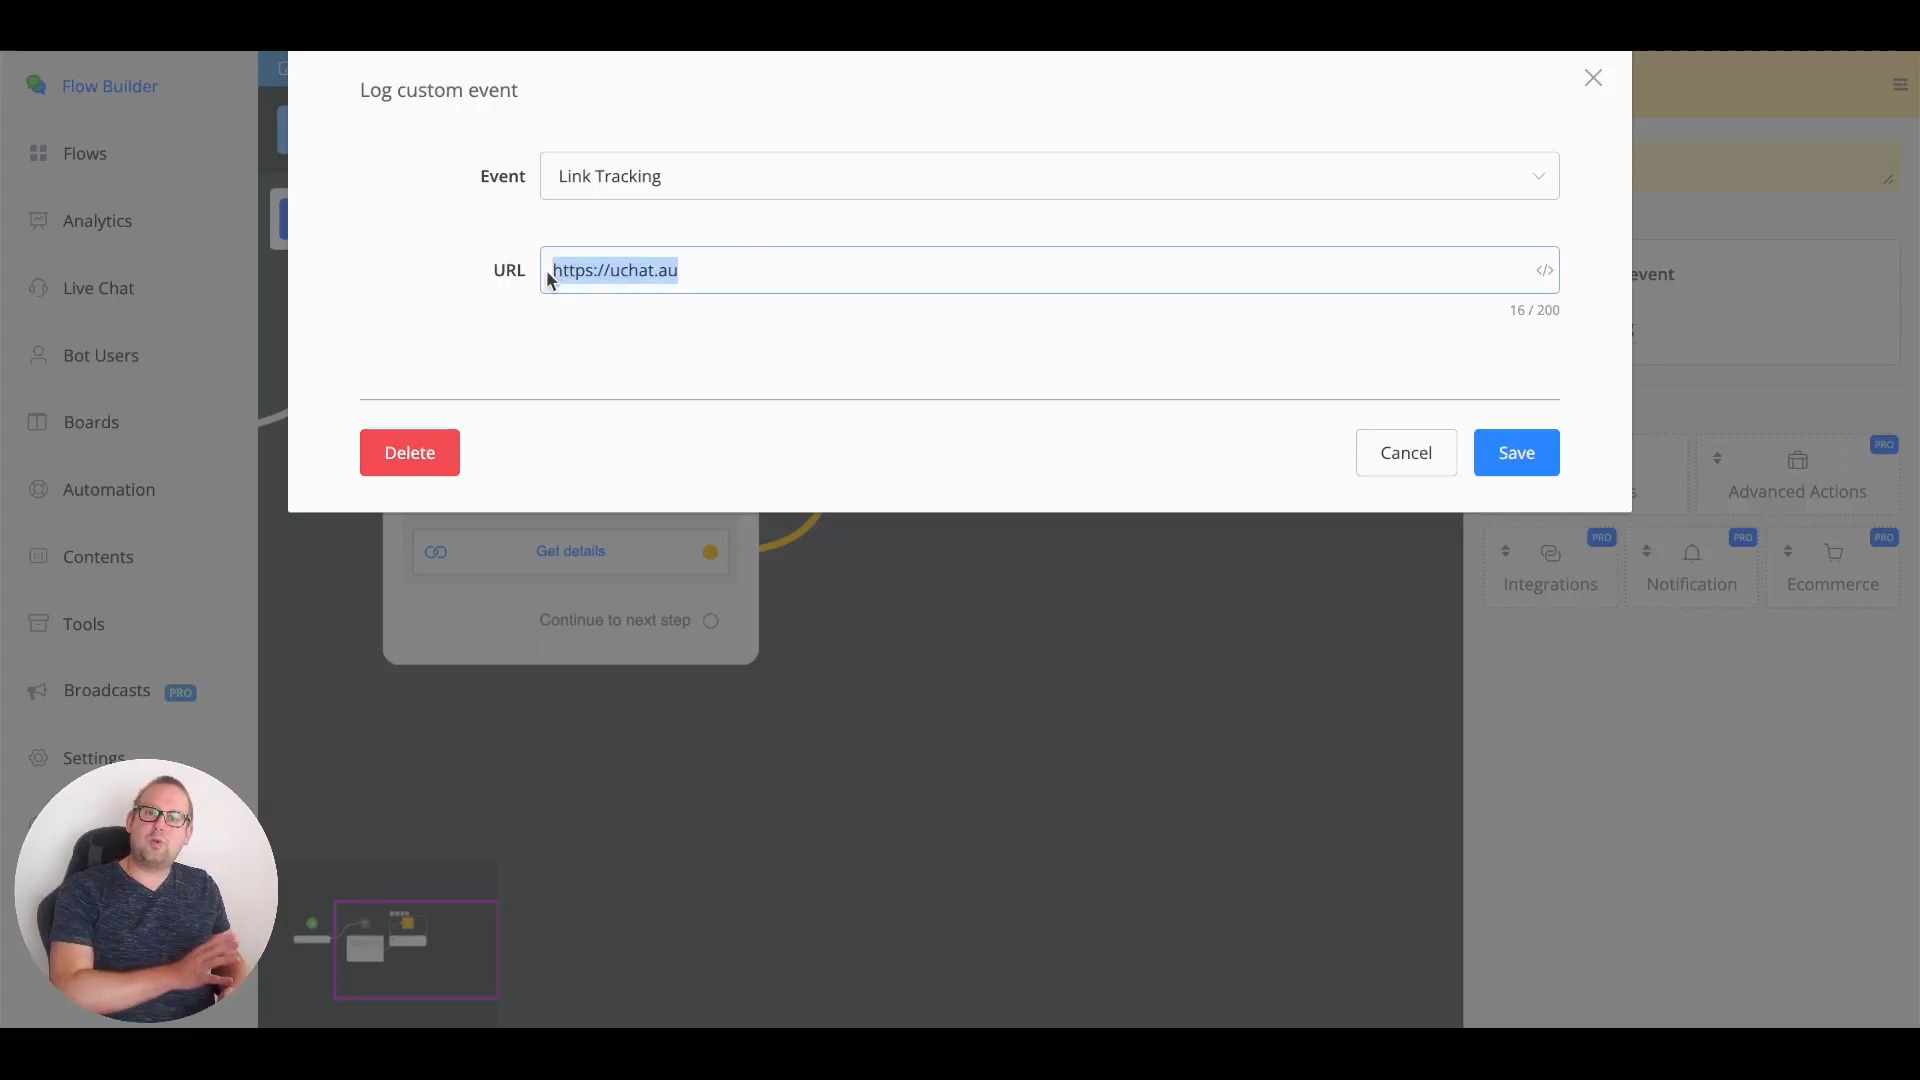 Flow Builder
Flows
Analytics
Live Chat
Bot Users
Boards
Automation
Contents
Tools
Broadcasts PRO
Settings
Log custom event
Event Link Tracking
URL https://uchat.au </>
16 / 200
Delete
Cancel
Save
event
PRO
Advanced Actions
PRO
Integrations
PRO
Notification
PRO
Ecommerce
Get details
Continue to next step